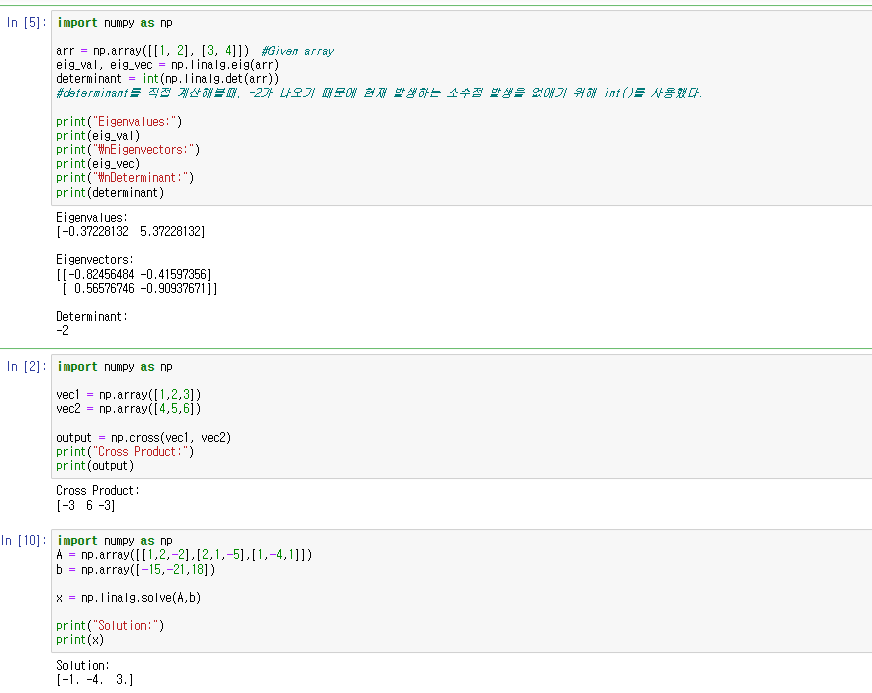 In [5]:
import numpy as np
arr = np.array([[1, 2], [3, 4]])  #Given array
eig_val, eig_vec = np.linalg.eig(arr)
determinant = int(np.linalg.det(arr))
#determinant를 직접 계산해볼때, -2가 나오기 때문에 현재 발생하는 소수점 발생을 없애기 위해 int()를 사용했다.
print("Eigenvalues:")
print(eig_val)
print("₩nEigenvectors:")
print(eig_vec)
print("₩nDeterminant:")
print(determinant)
Eigenvalues:
[-0.37228132  5.37228132]
Eigenvectors:
[[-0.82456484 -0.41597356]
 [ 0.56576746 -0.90937671]]
Determinant:
-2
In [2]:
import numpy as np
vec1 = np.array([1,2,3])
vec2 = np.array([4,5,6])
output = np.cross(vec1, vec2)
print("Cross Product:")
print(output)
Cross Product:
[-3  6 -3]
In [10]:
import numpy as np
A = np.array([[1,2,-2],[2,1,-5],[1,-4,1]])
b = np.array([-15,-21,18])
x = np.linalg.solve(A,b)
print("Solution:")
print(x)
Solution:
[-1. -4.  3.]